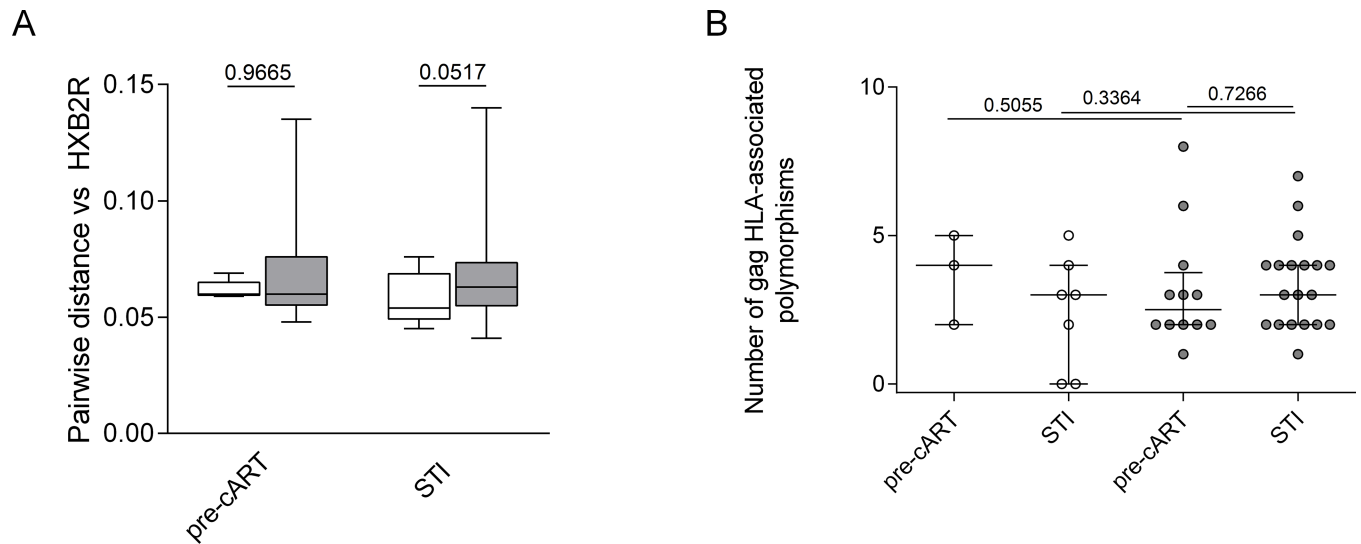 A
Pairwise distance vs HXB2R
0.15
0.10
0.05
0.00
0.9665
0.0517
pre-cART
STI
B
Number of gag HLA-associated
polymorphisms
10
5
0
0.5055
0.3364
0.7266
pre-cART
STI
pre-cART
STI